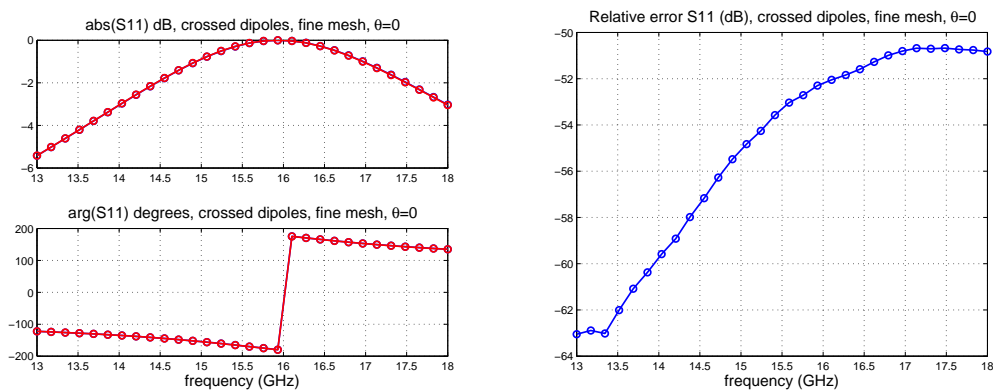 abs(S11) dB, crossed dipoles, fine mesh, θ=0
0
−2
−4
−6
13 13.5 14 14.5 15 15.5 16 16.5 17 17.5 18
arg(S11) degrees, crossed dipoles, fine mesh, θ=0
200
100
0
−100
−200
13 13.5 14 14.5 15 15.5 16 16.5 17 17.5 18
frequency (GHz)
Relative error S11 (dB), crossed dipoles, fine mesh, θ=0
−50
−52
−54
−56
−58
−60
−62
−64
13 13.5 14 14.5 15 15.5 16 16.5 17 17.5 18
frequency (GHz)